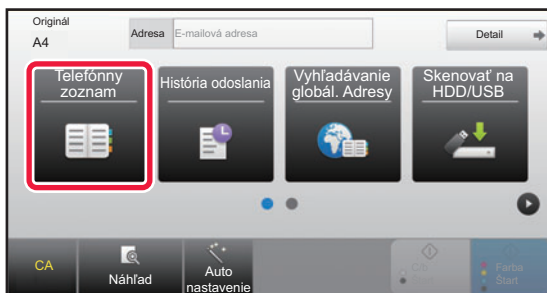 Originál
A4
Adresa
E-mailová adresa
Detail
Telefónny
zoznam
História odoslania
Vyhľadávanie
globál. Adresy
Skenovať na
HDD/USB
CA
Náhľad
Auto
nastavenie
Farba
Štart